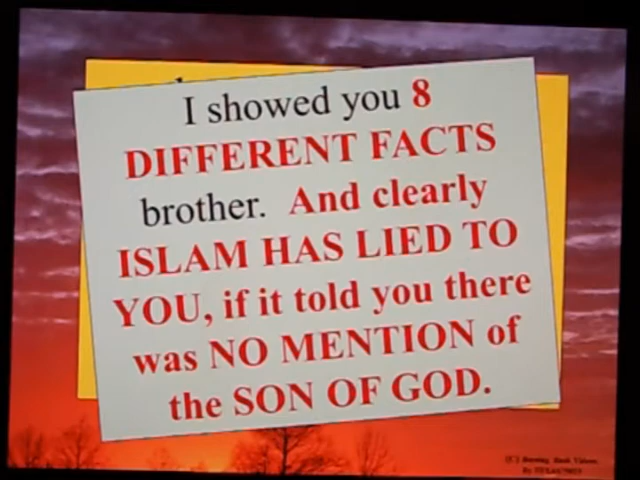 I showed you 8
DIFFERENT FACTS
brother. And clearly
ISLAM HAS LIED TO
YOU, if it told you there
was NO MENTION of
the SON OF GOD.